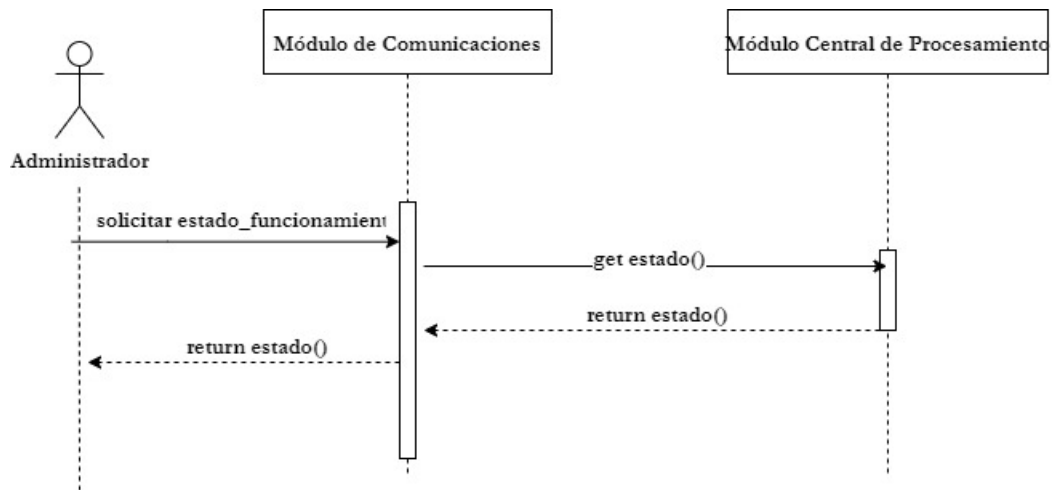 Módulo de Comunicaciones
Módulo Central de Procesamiento
Administrador
solicitar estado_funcionamient
get estado()
return estado()
return estado()